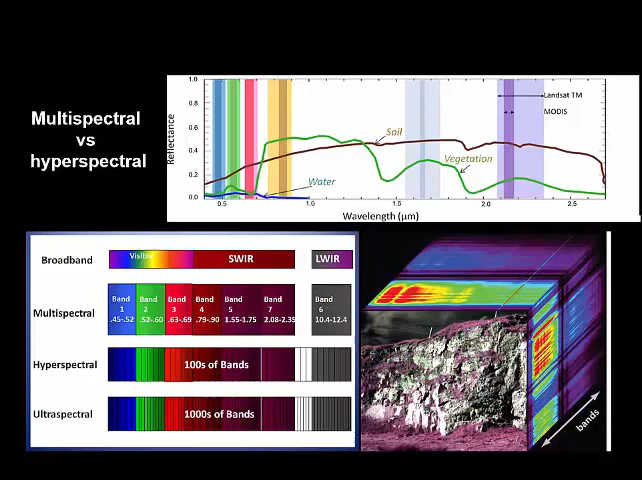 Multispectral
vs
hyperspectral
Reflectance
1.0
0.8
0.6
0.4
0.2
0.0
0.5
1.0
1.5
2.0
2.5
Wavelength (μm)
Landsat TM
MODIS
Soil
Vegetation
Water
Broadband
Visible
SWIR
LWIR
Multispectral
Band 1 .45-.52
Band 2 .52-.60
Band 3 .63-.69
Band 4 .79-.90
Band 5 1.55-1.75
Band 7 2.08-2.35
Band 6 10.4-12.4
Hyperspectral
100s of Bands
Ultraspectral
1000s of Bands
bands